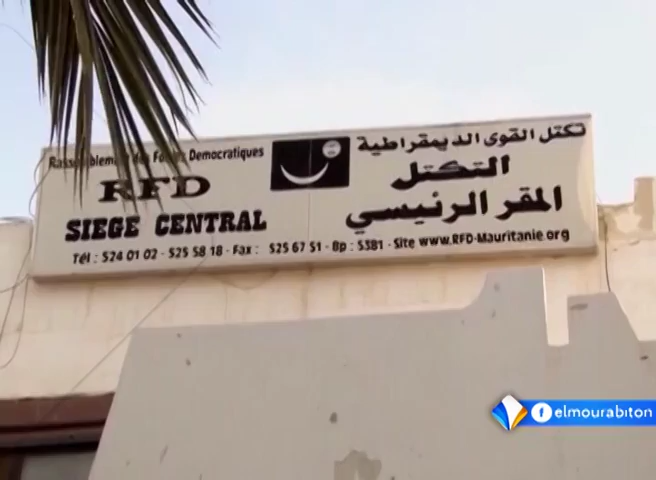 تكتل القوى الديمقراطية
التكتل
المقر الرئيسي
Rassemblement des Forces Démocratiques
RFD
SIEGE CENTRAL
Tél : 524 01 02 - 525 58 18 - Fax : 525 67 51 - BP : 5381 - Site www.RFD-Mauritanie.org
elmourabiton